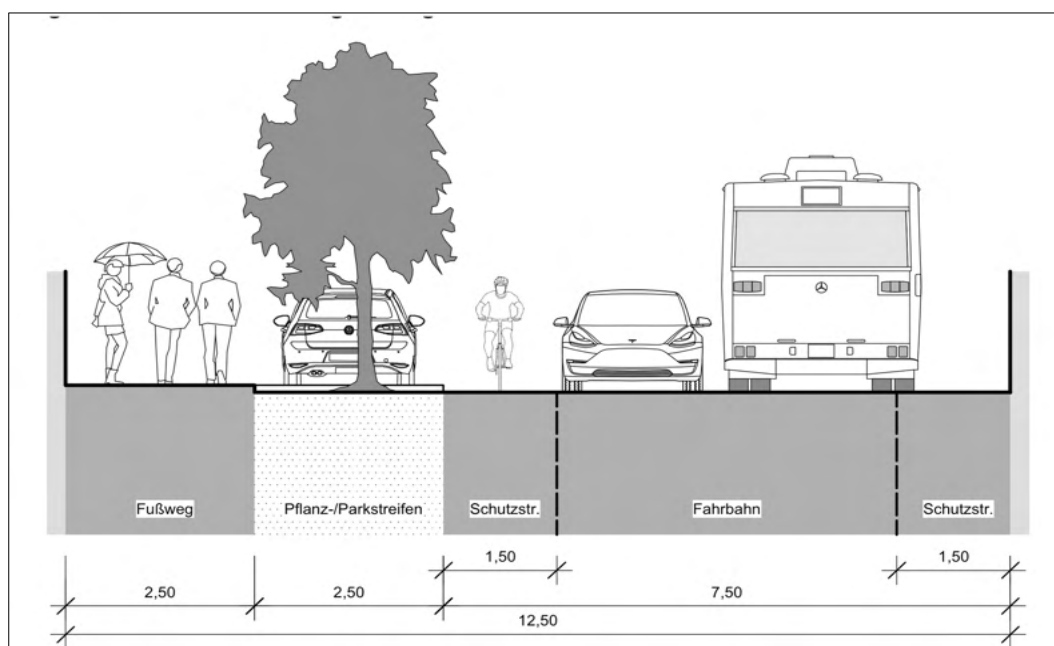 Fußweg
Pflanz-/Parkstreifen
Schutzstr.
Fahrbahn
Schutzstr.
1,50
1,50
2,50
2,50
7,50
12,50